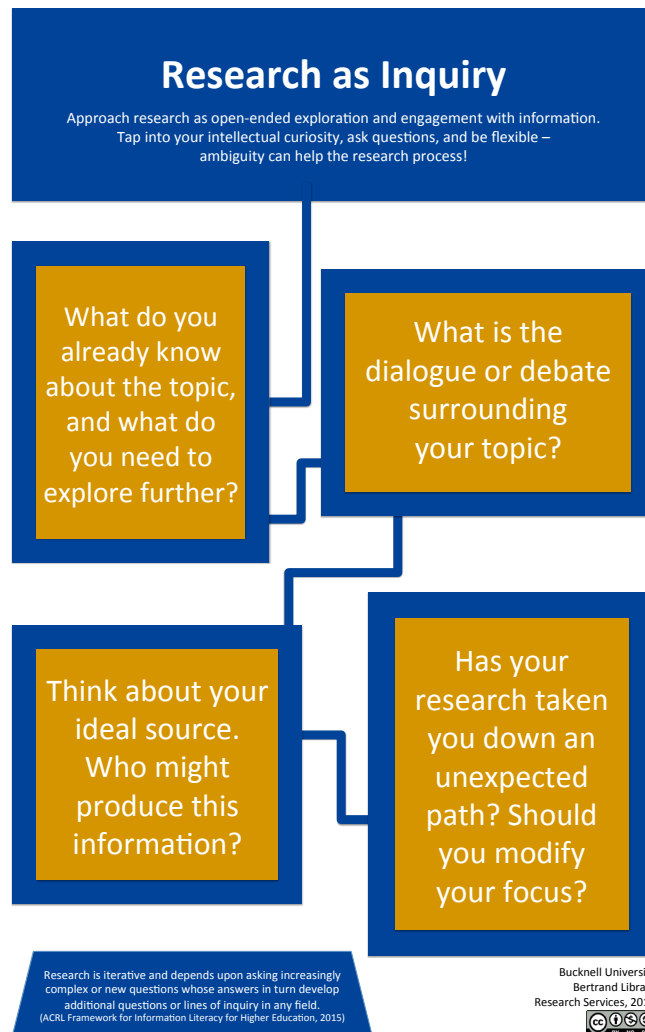 Research as Inquiry
Approach research as open-ended exploration and engagement with information.
Tap into your intellectual curiosity, ask questions, and be flexible –
ambiguity can help the research process!
What do you
already know
about the topic,
and what do
you need to
explore further?
What is the
dialogue or debate
surrounding
your topic?
Think about your
ideal source.
Who might
produce this
information?
Has your
research taken
you down an
unexpected
path? Should
you modify
your focus?
Research is iterative and depends upon asking increasingly
complex or new questions whose answers in turn develop
additional questions or lines of inquiry in any field.
(ACRL Framework for Information Literacy for Higher Education, 2015)
Bucknell
Bertrand
Research Services,
cc